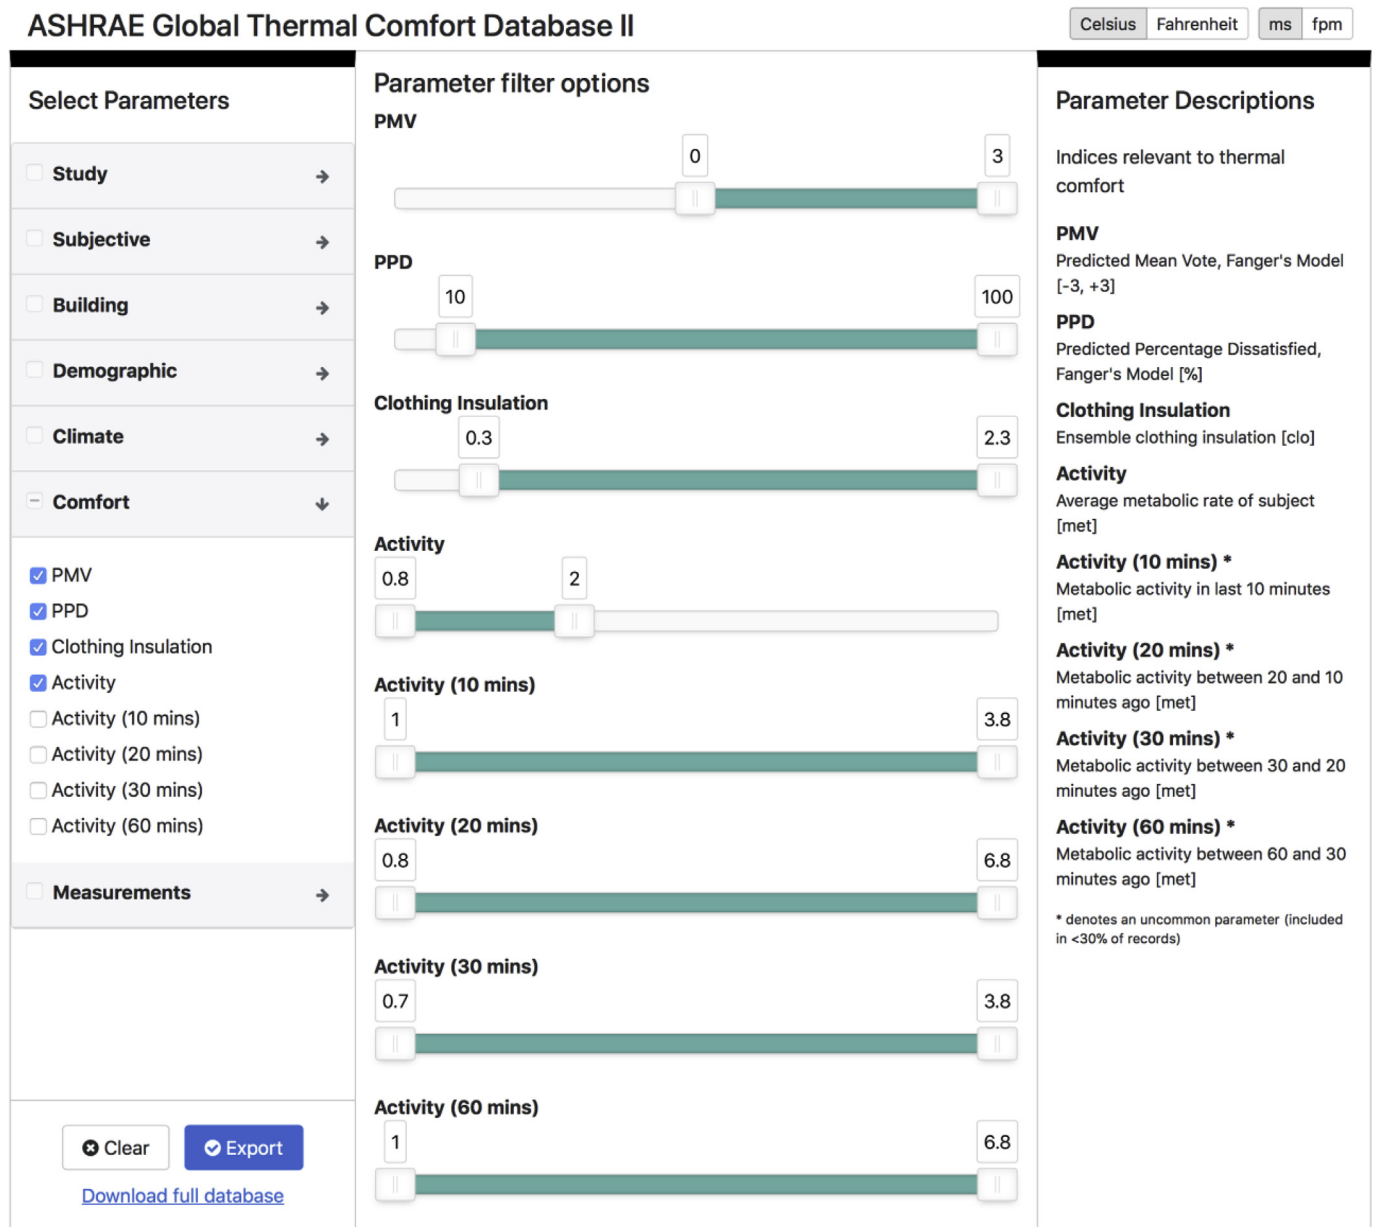 ASHRAE Global Thermal Comfort Database II
Celsius Fahrenheit ms fpm
Select Parameters
Study
Subjective
Building
Demographic
Climate
Comfort
PMV
PPD
Clothing Insulation
Activity
Activity (10 mins)
Activity (20 mins)
Activity (30 mins)
Activity (60 mins)
Measurements
Clear Export
Download full database
Parameter filter options
PMV
0 3
PPD
10 100
Clothing Insulation
0.3 2.3
Activity
0.8 2
Activity (10 mins)
1 3.8
Activity (20 mins)
0.8 6.8
Activity (30 mins)
0.7 3.8
Activity (60 mins)
1 6.8
Parameter Descriptions
Indices relevant to thermal
comfort
PMV
Predicted Mean Vote, Fanger's Model
[-3, +3]
PPD
Predicted Percentage Dissatisfied,
Fanger's Model [%]
Clothing Insulation
Ensemble clothing insulation [clo]
Activity
Average metabolic rate of subject
[met]
Activity (10 mins) *
Metabolic activity in last 10 minutes
[met]
Activity (20 mins) *
Metabolic activity between 20 and 10
minutes ago [met]
Activity (30 mins) *
Metabolic activity between 30 and 20
minutes ago [met]
Activity (60 mins) *
Metabolic activity between 60 and 30
minutes ago [met]
* denotes an uncommon parameter (included
in <30% of records)